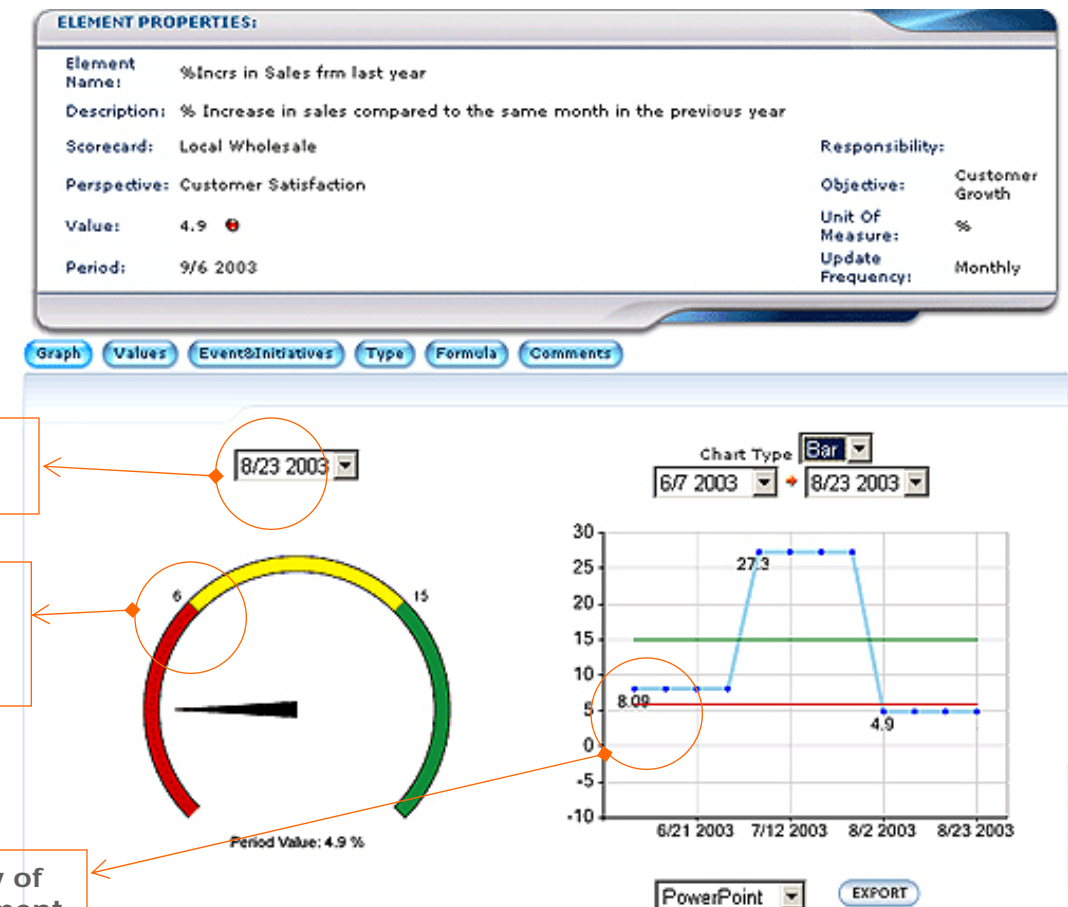 ELEMENT PROPERTIES:
Element Name: %Incrs in Sales frm last year
Description: % Increase in sales compared to the same month in the previous year
Scorecard: Local Wholesale
Responsibility:
Perspective: Customer Satisfaction
Objective: Customer Growth
Value: 4.9
Unit Of Measure: %
Period: 9/6 2003
Update Frequency: Monthly
Graph Values Event&Initiatives Type Formula Comments
8/23 2003
Chart Type Bar
6/7 2003 8/23 2003
6
15
Period Value: 4.9 %
30
25
20
15
10
5
0
-5
-10
27.3
8.09
4.9
6/21 2003 7/12 2003 8/2 2003 8/23 2003
of
PowerPoint EXPORT